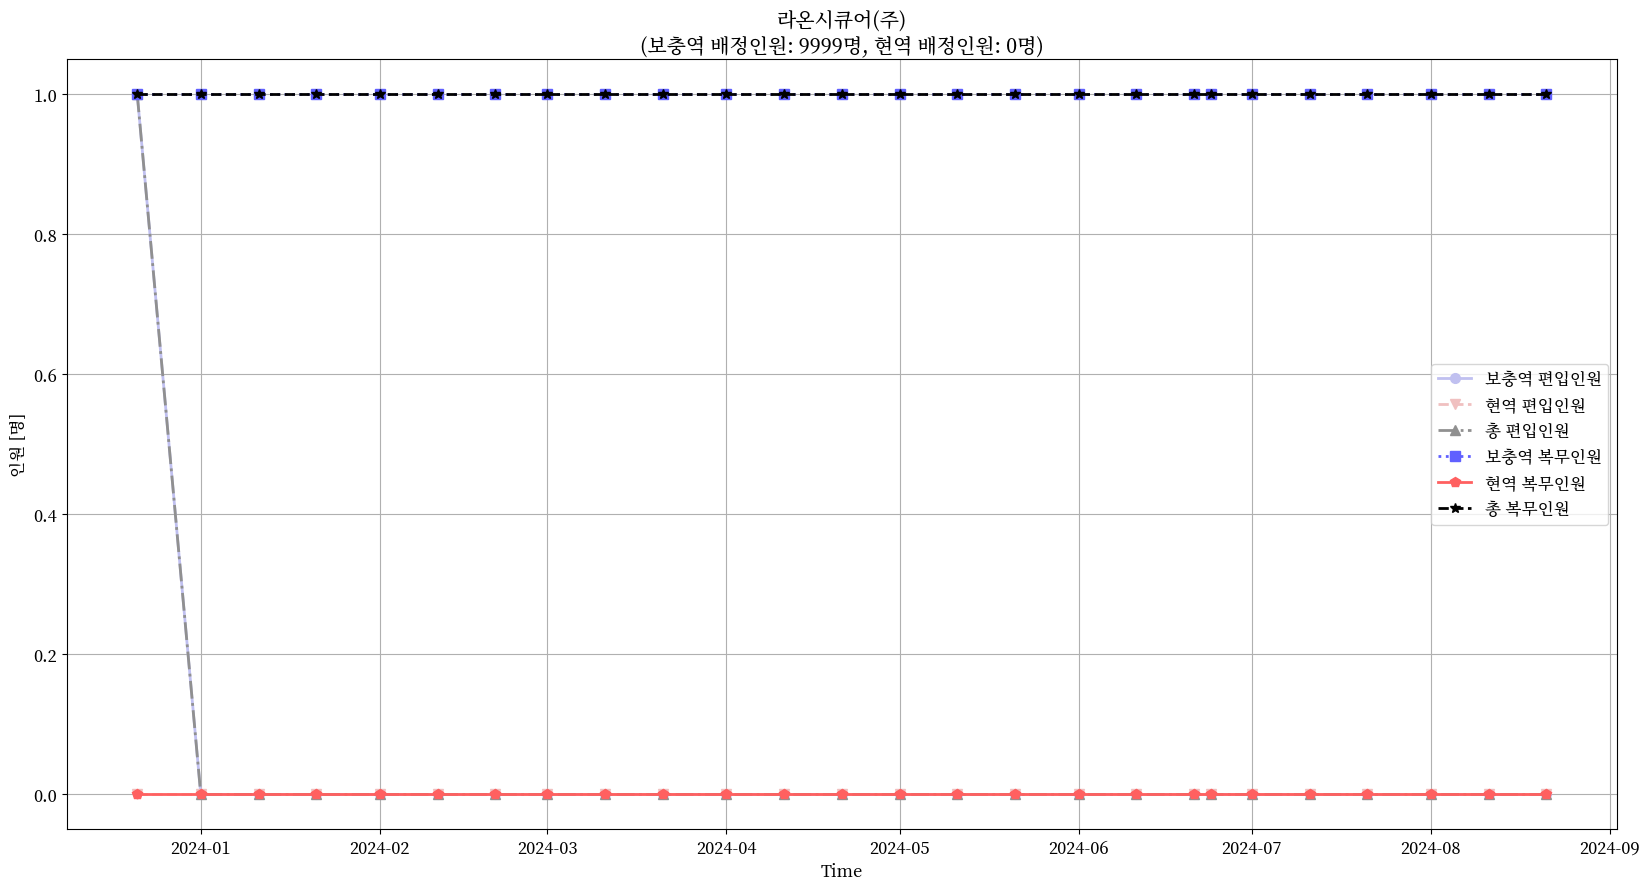 라온시큐어(주)
(보충역 배정인원: 9999명, 현역 배정인원: 0명)
1.0
0.8
0.6
0.4
0.2
0.0
인원 [명]
보충역 편입인원
현역 편입인원
총 편입인원
보충역 복무인원
현역 복무인원
총 복무인원
2024-01 2024-02 2024-03 2024-04 2024-05 2024-06 2024-07 2024-08 2024-09
Time